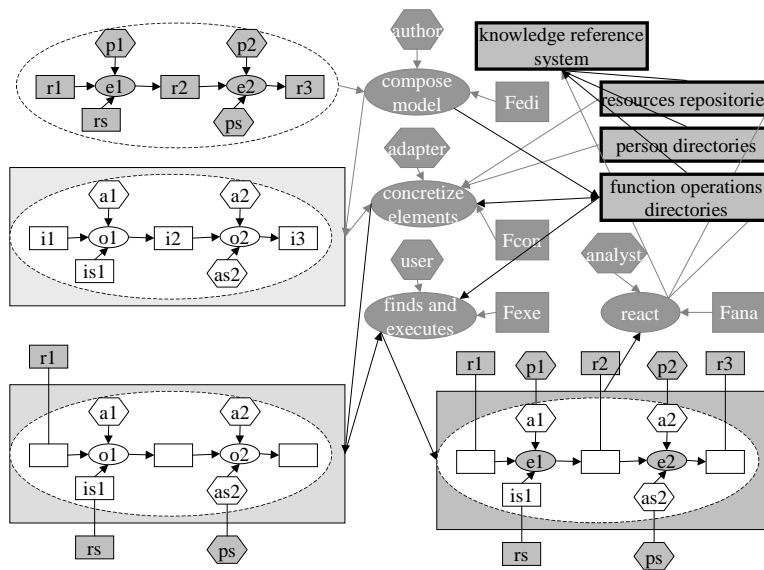 author
p1
p2
knowledge reference
system
r1
e1
r2
e2
r3
compose
model
Fedi
resources repositorie
rs
ps
adapter
person directories
a1
a2
concretize
elements
function operations
directories
i1
o1
i2
o2
i3
is1
as2
user
Fcon
analyst
finds and
executes
Fexe
react
Fana
r1
r1
p1
r2
p2
r3
a1
a2
a1
a2
o1
o2
e1
e2
is1
as2
is1
as2
rs
ps
rs
ps